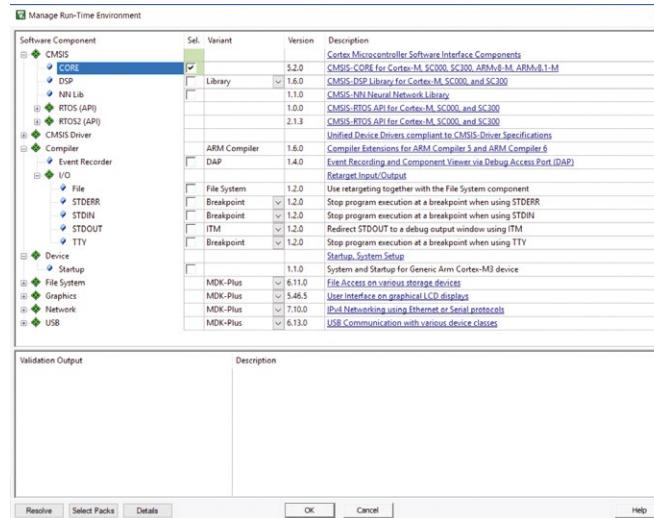 Manage Run-Time Environment
Software Component Sel. Variant Version Description
CMSIS Cortex Microcontroller Software Interface Components
CORE 5.2.0 CMSIS-CORE for Cortex-M, SC000, SC300, ARMv8-M, ARMv8.1-M
DSP Library 1.6.0 CMSIS-DSP Library for Cortex-M, SC000, and SC300
NN Lib 1.1.0 CMSIS-NN Neural Network Library
RTOS (API) 1.0.0 CMSIS-RTOS API for Cortex-M, SC000, and SC300
RTOS2 (API) 2.1.3 CMSIS-RTOS API for Cortex-M, SC000, and SC300
CMSIS Driver Unified Device Drivers compliant to CMSIS-Driver Specifications
Compiler ARM Compiler 1.6.0 Compiler Extensions for ARM Compiler 5 and ARM Compiler 6
Event Recorder DAP 1.4.0 Event Recording and Component Viewer via Debug Access Port (DAP)
I/O Retarget Input/Output
File File System 1.2.0 Use retargeting together with the File System component
STDERR Breakpoint 1.2.0 Stop program execution at a breakpoint when using STDERR
STDIN Breakpoint 1.2.0 Stop program execution at a breakpoint when using STDIN
STDOUT ITM 1.2.0 Redirect STDOUT to a debug output window using ITM
TTY Breakpoint 1.2.0 Stop program execution at a breakpoint when using TTY
Device Startup, System Setup
Startup 1.1.0 System and Startup for Generic Arm Cortex-M3 device
File System MDK-Plus 6.11.0 File Access on various storage devices
Graphics MDK-Plus 5.46.5 User Interface on graphical LCD displays
Network MDK-Plus 7.10.0 IPv4 Networking using Ethernet or Serial protocols
USB MDK-Plus 6.13.0 USB Communication with various device classes
Validation Output Description
Resolve Select Packs Details OK Cancel Help